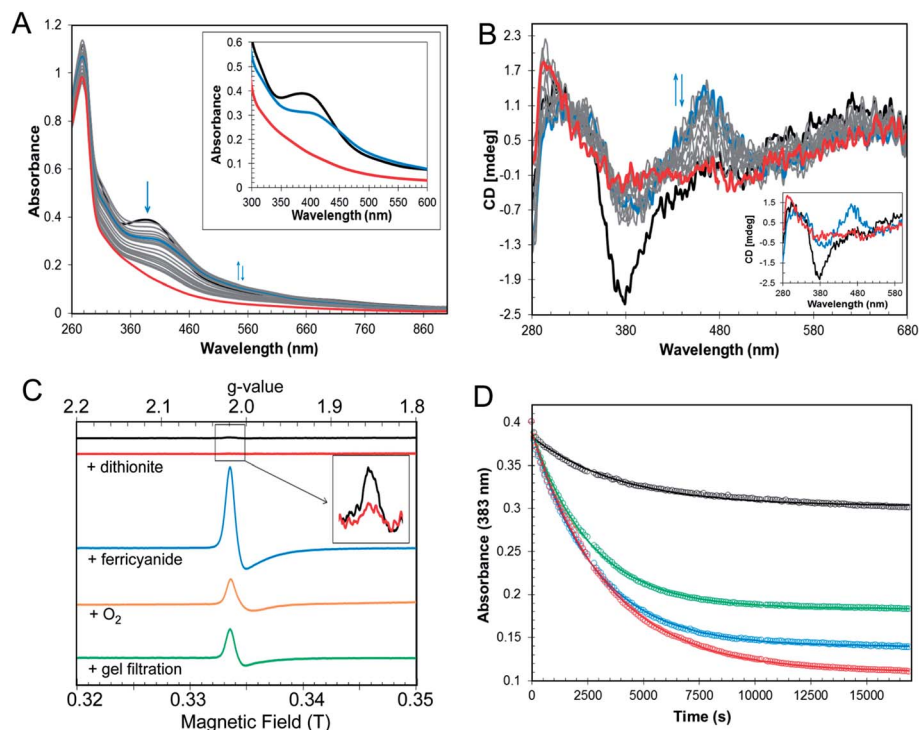 A
Absorbance
1.2
1
0.8
0.6
0.4
0.2
0
260 360 460 560 660 760 860
Wavelength (nm)
Absorbance
0.6
0.5
0.4
0.3
0.2
0.1
0
300 350 400 450 500 550 600
Wavelength (nm)
B
CD [mdeg]
2.3
1.7
1.1
0.5
-0.1
-0.7
-1.3
-1.9
-2.5
280 380 480 580 680
Wavelength (nm)
CD [mdeg]
1.5
0.5
-0.5
-1.5
-2.5
280 380 480 580
Wavelength (nm)
C
g-value
2.2 2.1 2.0 1.9 1.8
+ dithionite
+ ferricyanide
+ O2
+ gel filtration
0.32 0.33 0.34 0.35
Magnetic Field (T)
D
Absorbance (383 nm)
0.4
0.35
0.3
0.25
0.2
0.15
0.1
0 2500 5000 7500 10000 12500 15000
Time (s)